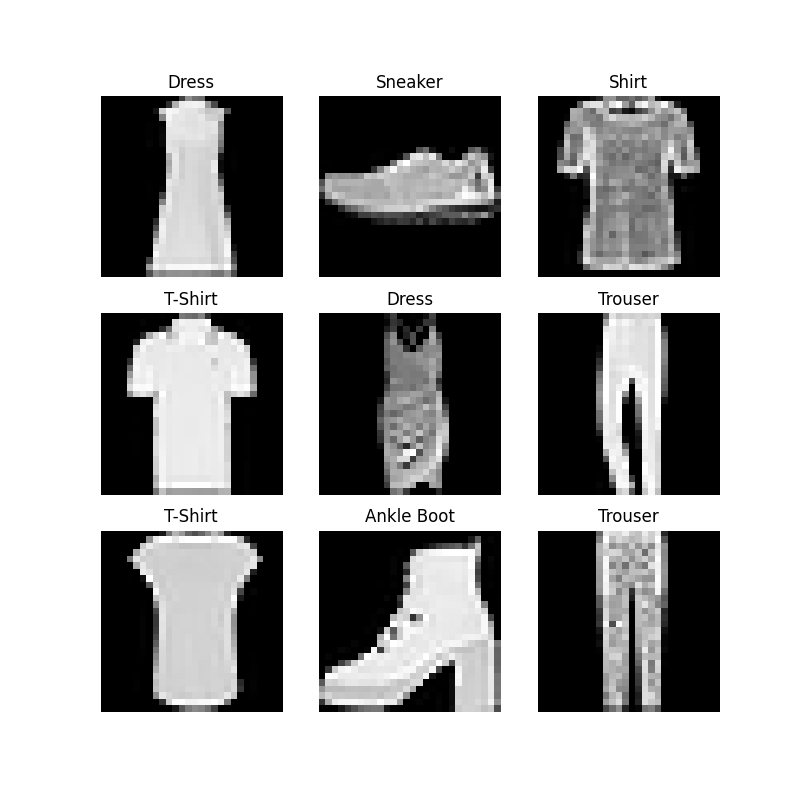 Dress
Sneaker
Shirt
T-Shirt
Dress
Trouser
T-Shirt
Ankle Boot
Trouser